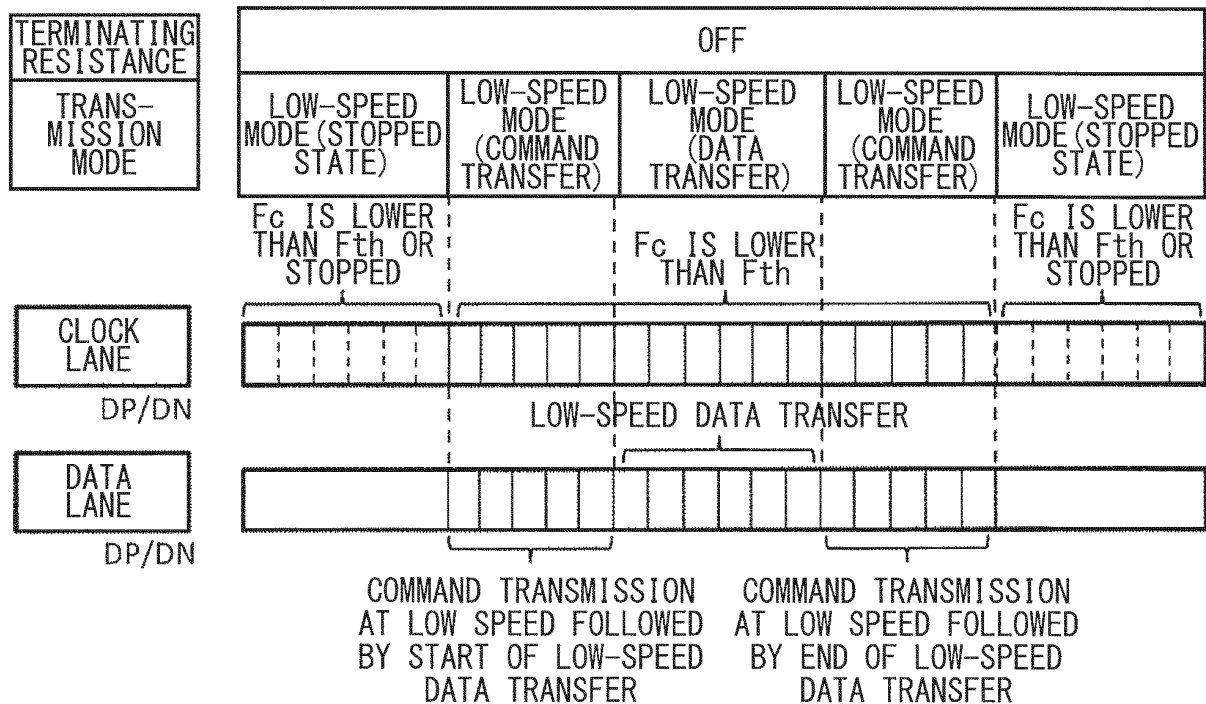 TERMINATING
RESISTANCE
OFF
TRANS-
MISSION
MODE
LOW-SPEED
MODE(STOPPED
STATE)
LOW-SPEED
MODE
(COMMAND
TRANSFER)
LOW-SPEED
MODE
(DATA
TRANSFER)
LOW-SPEED
MODE
(COMMAND
TRANSFER)
LOW-SPEED
MODE(STOPPED
STATE)
Fc IS LOWER
THAN Fth OR
STOPPED
Fc IS LOWER
THAN Fth
Fc IS LOWER
THAN Fth OR
STOPPED
CLOCK
LANE
DP/DN
LOW-SPEED DATA TRANSFER
DATA
LANE
DP/DN
COMMAND TRANSMISSION
AT LOW SPEED FOLLOWED
BY START OF LOW-SPEED
DATA TRANSFER
COMMAND TRANSMISSION
AT LOW SPEED FOLLOWED
BY END OF LOW-SPEED
DATA TRANSFER